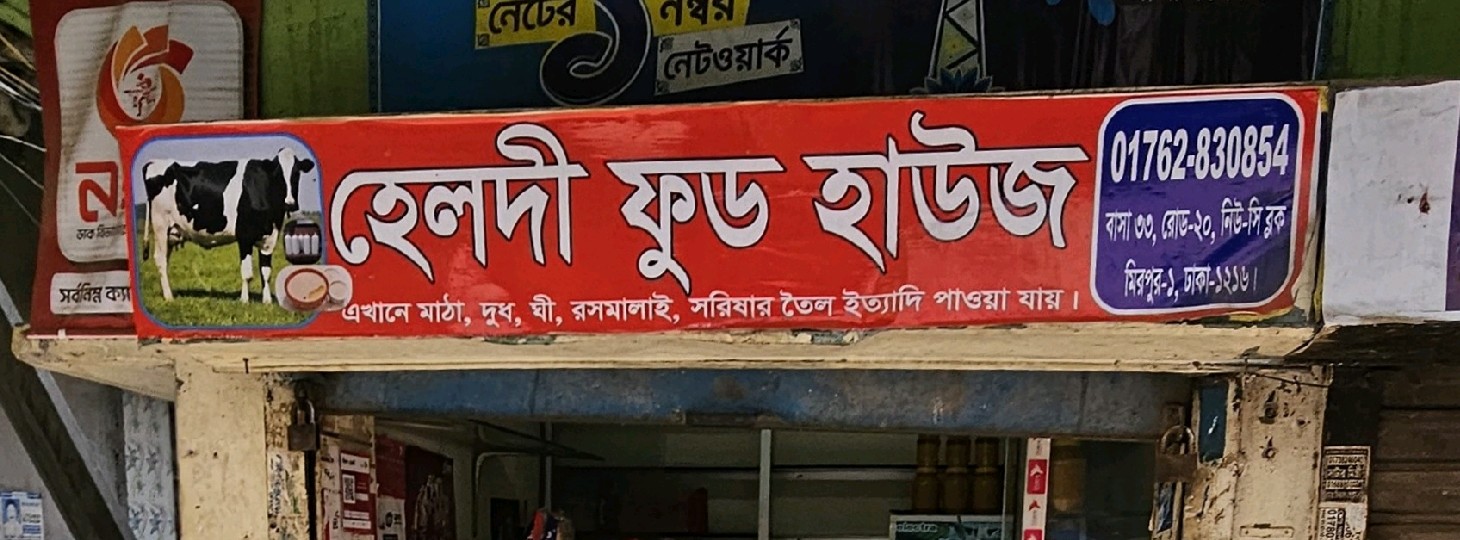 নেটের নম্বর
নেটওয়ার্ক
হেলদী ফুড হাউজ
এখানে মাঠা, দুধ, ঘী, রসমালাই, সরিষার তৈল ইত্যাদি পাওয়া যায়।
01762-830854
বাসা ৩৩, রোড-২০, নিউ-সি ব্লক
মিরপুর-১, ঢাকা-১২১৬।
ডাক বিভাগের
সর্বনিম্ন ক্যা